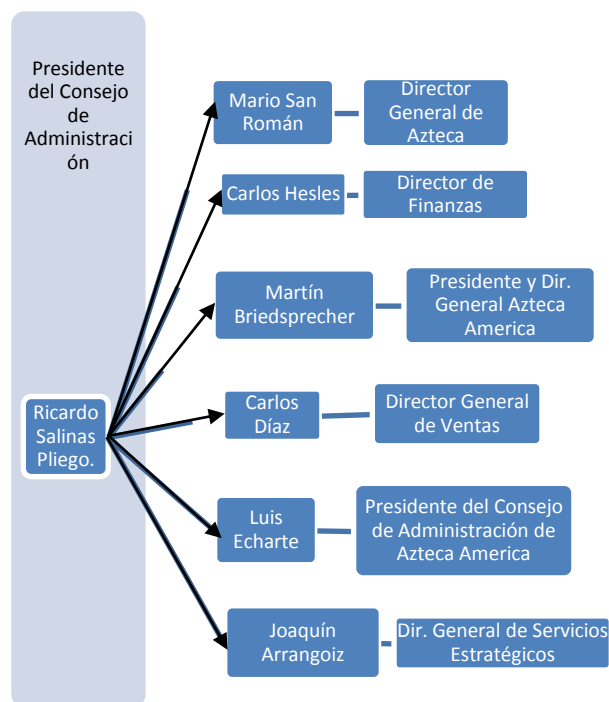 Presidente
del Consejo
de
Administraci
ón
Ricardo
Salinas
Pliego.
Mario San
Román
Director
General de
Azteca
Carlos Hesles
Director de
Finanzas
Martín
Briedsprecher
Presidente y Dir.
General Azteca
America
Carlos
Díaz
Director General
de Ventas
Luis
Echarte
Presidente del Consejo
de Administración de
Azteca America
Joaquín
Arrangoiz
Dir. General de Servicios
Estratégicos